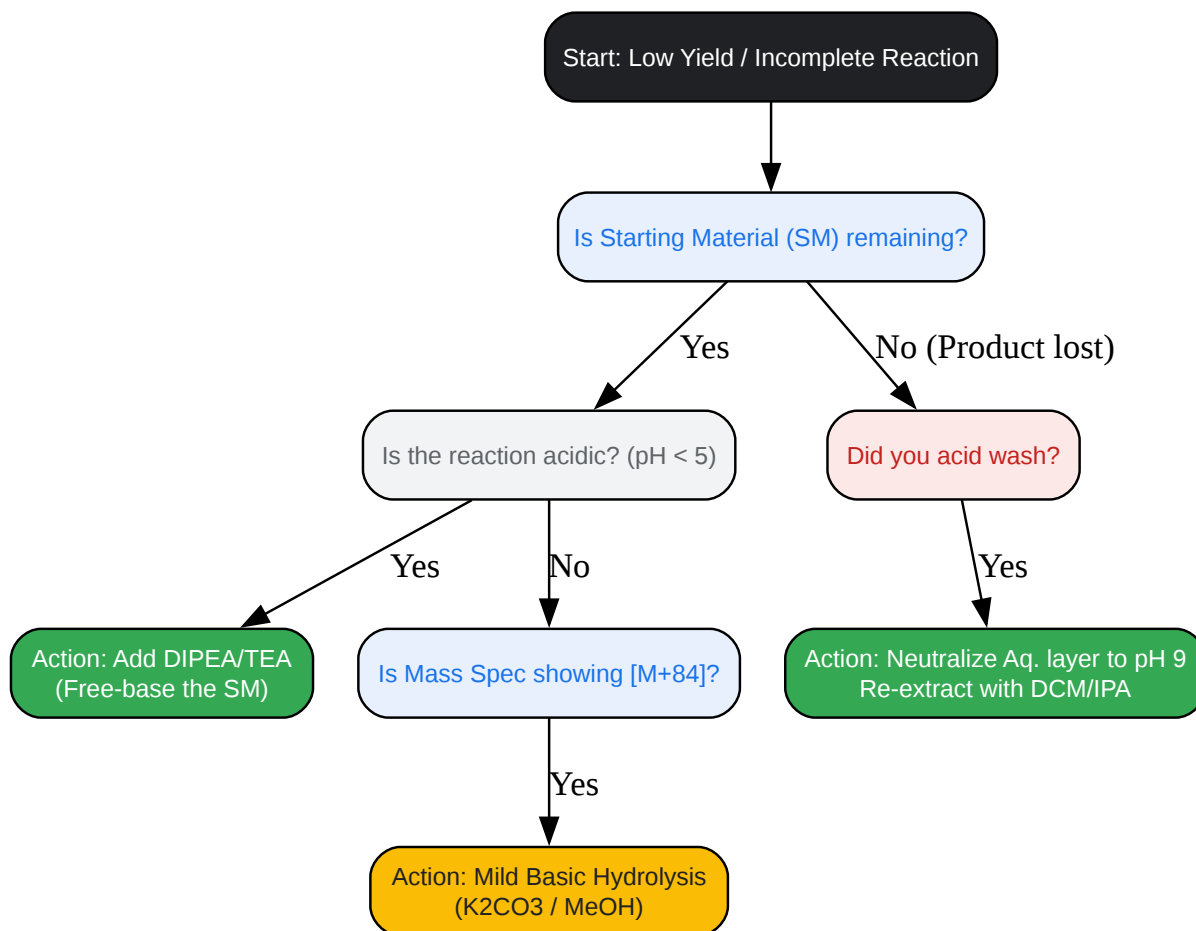 Start: Low Yield / Incomplete Reaction
Is Starting Material (SM) remaining?
Yes
No (Product lost)
Is the reaction acidic? (pH < 5)
Did you acid wash?
Yes
No
Yes
Action: Add DIPEA/TEA
(Free-base the SM)
Is Mass Spec showing [M+84]?
Action: Neutralize Aq. layer to pH 9
Re-extract with DCM/IPA
Yes
Action: Mild Basic Hydrolysis
(K2CO3 / MeOH)